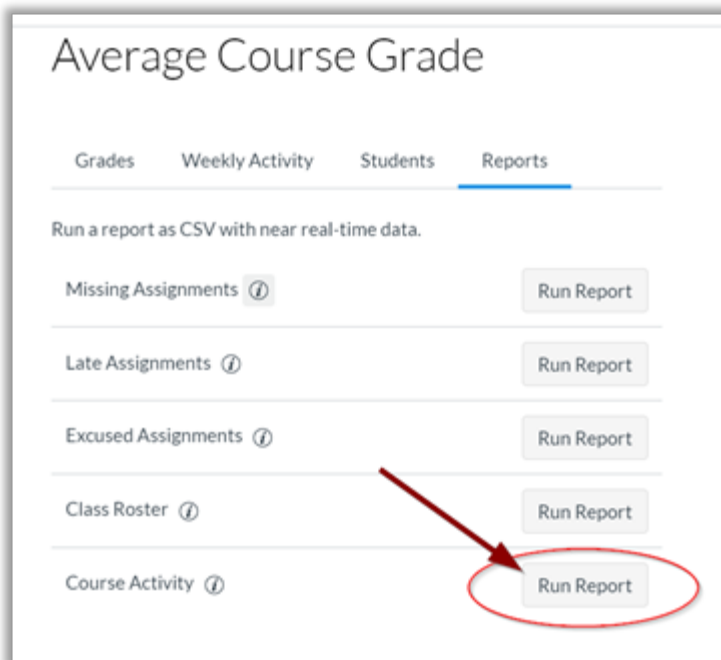 Average Course Grade
Grades Weekly Activity Students Reports
Run a report as CSV with near real-time data.
Missing Assignments i Run Report
Late Assignments i Run Report
Excused Assignments i Run Report
Class Roster i Run Report
Course Activity i Run Report